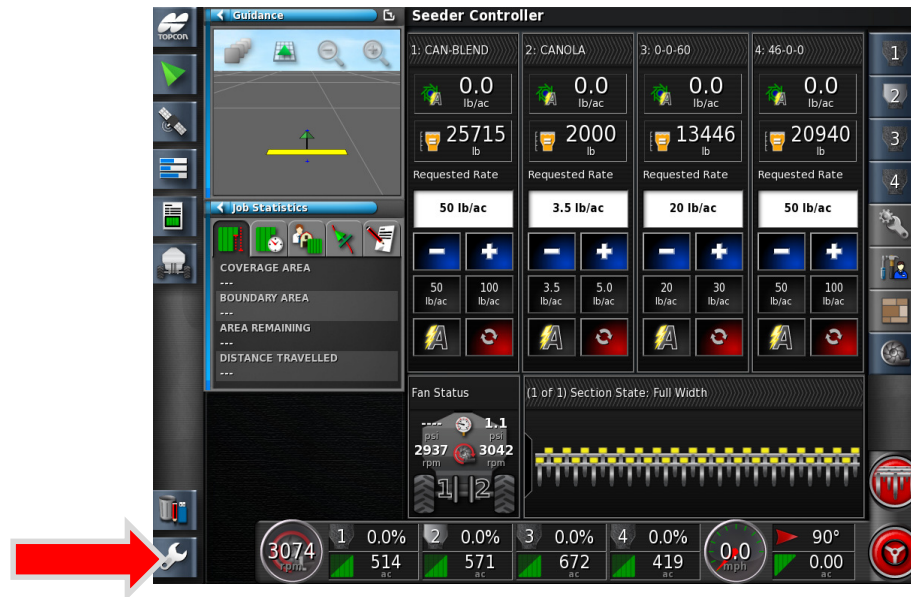 TOPCON
Guidance
Seeder Controller
1: CAN-BLEND
2: CANOLA
3: 0-0-60
4: 46-0-0
0.0
lb/ac
0.0
lb/ac
0.0
lb/ac
0.0
lb/ac
25715
lb
2000
lb
13446
lb
20940
lb
Requested Rate
Requested Rate
Requested Rate
Requested Rate
50 lb/ac
3.5 lb/ac
20 lb/ac
50 lb/ac
50
lb/ac
100
lb/ac
3.5
lb/ac
5.0
lb/ac
20
lb/ac
30
lb/ac
50
lb/ac
100
lb/ac
A
A
A
A
1
2
3
4
Job Statistics
COVERAGE AREA
---
BOUNDARY AREA
---
AREA REMAINING
---
DISTANCE TRAVELLED
---
Fan Status
----
psi
1.1
psi
2937
rpm
3042
rpm
1 2
(1 of 1) Section State: Full Width
3074
rpm
1 0.0%
514
ac
2 0.0%
571
ac
3 0.0%
672
ac
4 0.0%
419
ac
0.0
mph
90°
0.00
ac